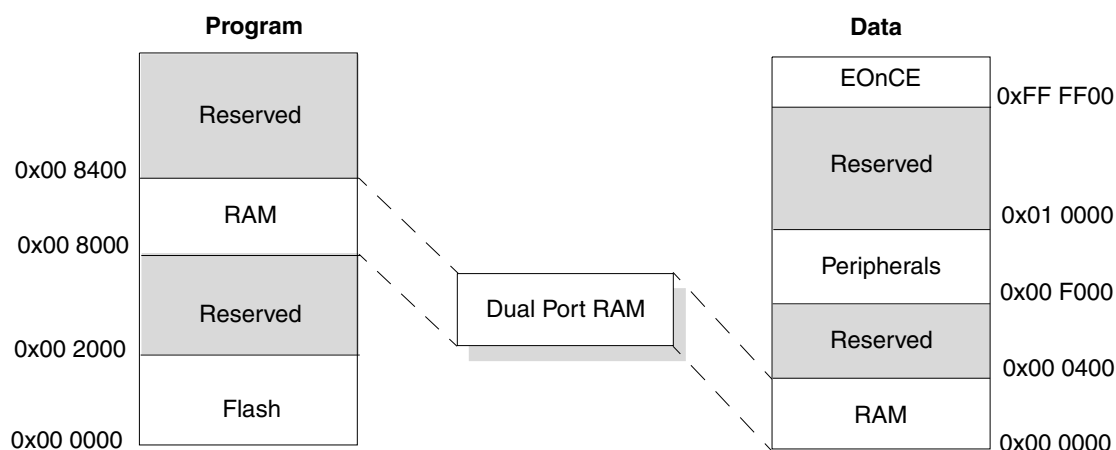 Program
Reserved
0x00 8400
RAM
0x00 8000
Reserved
0x00 2000
Flash
0x00 0000
Dual Port RAM
Data
EOnCE
0xFF FF00
Reserved
0x01 0000
Peripherals
0x00 F000
Reserved
0x00 0400
RAM
0x00 0000